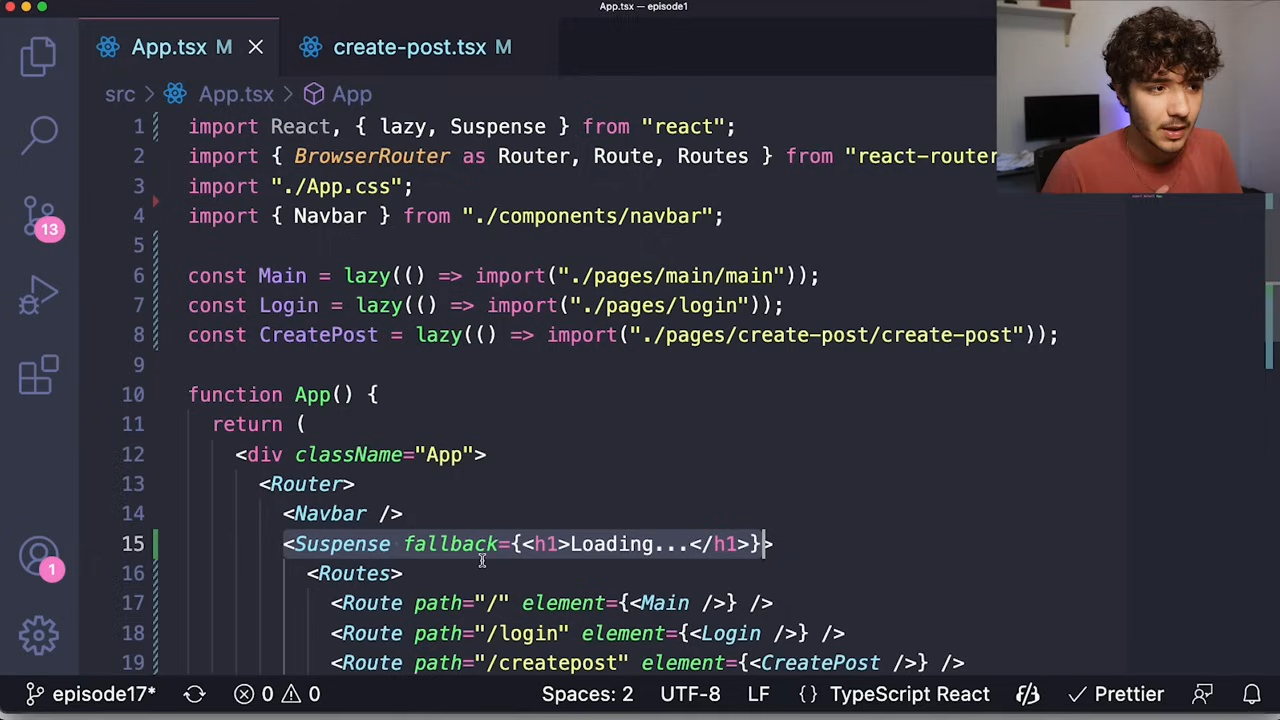 App.tsx — episode1
App.tsx M
create-post.tsx M
src > App.tsx > App
1 import React, { lazy, Suspense } from "react";
2 import { BrowserRouter as Router, Route, Routes } from "react-router
3 import "./App.css";
4 import { Navbar } from "./components/navbar";
5
6 const Main = lazy(() => import("./pages/main/main"));
7 const Login = lazy(() => import("./pages/login"));
8 const CreatePost = lazy(() => import("./pages/create-post/create-post"));
9
10 function App() {
11 return (
12 <div className="App">
13 <Router>
14 <Navbar />
15 <Suspense fallback={<h1>Loading...</h1>}>
16 <Routes>
17 <Route path="/" element={<Main />} />
18 <Route path="/login" element={<Login />} />
19 <Route path="/createpost" element={<CreatePost />} />
13
1
episode17* 0 0 Spaces: 2 UTF-8 LF {} TypeScript React Prettier